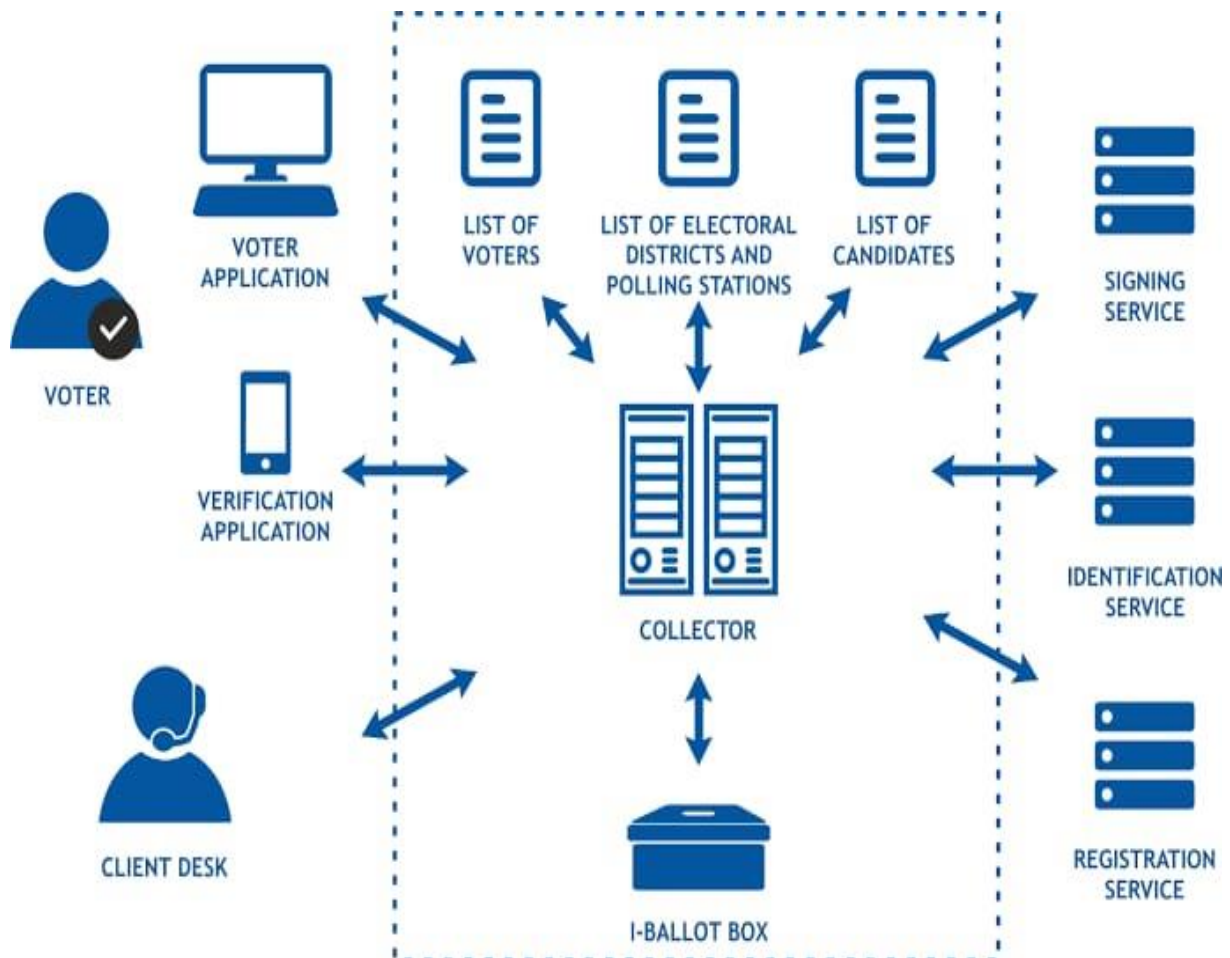 VOTER
APPLICATION
VOTER
VERIFICATION
APPLICATION
CLIENT DESK
LIST OF
VOTERS
LIST OF ELECTORAL
DISTRICTS AND
POLLING STATIONS
LIST OF
CANDIDATES
COLLECTOR
I-BALLOT BOX
SIGNING
SERVICE
IDENTIFICATION
SERVICE
REGISTRATION
SERVICE